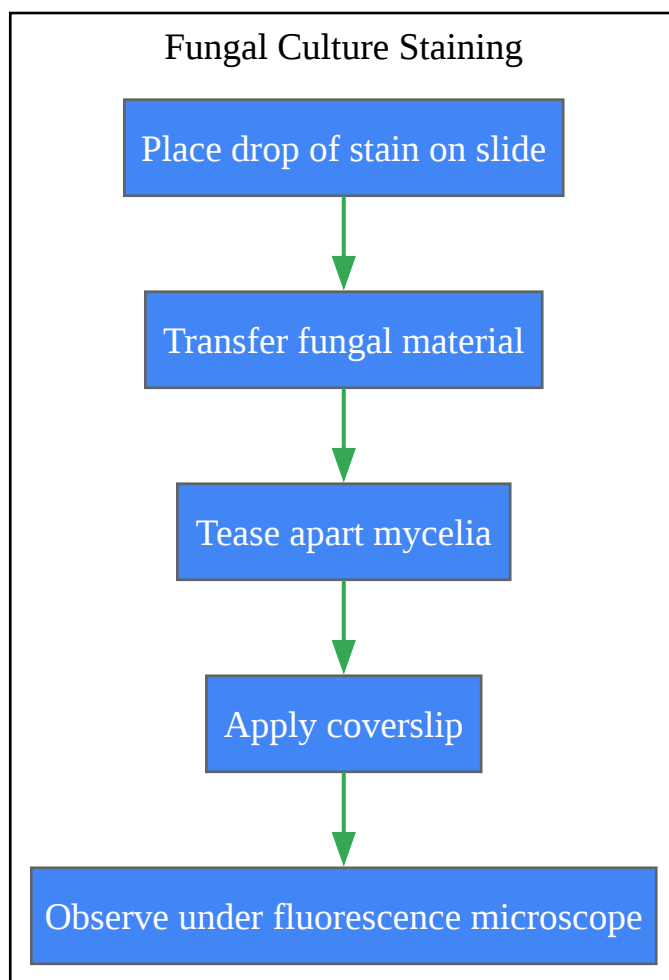 Fungal Culture Staining
Place drop of stain on slide
Transfer fungal material
Tease apart mycelia
Apply coverslip
Observe under fluorescence microscope